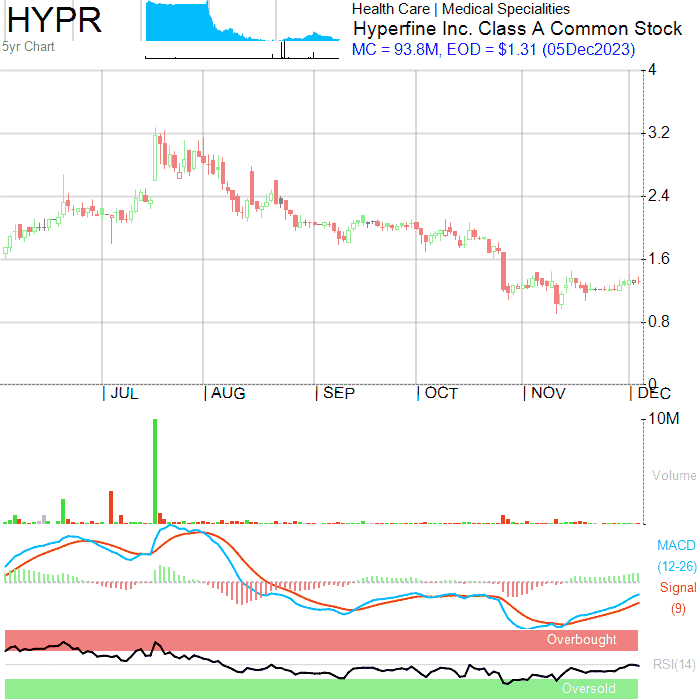 HYPR
5yr Chart
Health Care | Medical Specialities
Hyperfine Inc. Class A Common Stock
MC = 93.8M, EOD = $1.31 (05Dec2023)
4
3.2
2.4
1.6
0.8
0
| JUL | AUG | SEP | OCT | NOV | DEC
10M
Volume
MACD
(12-26)
Signal
(9)
Overbought
RSI(14)
Oversold